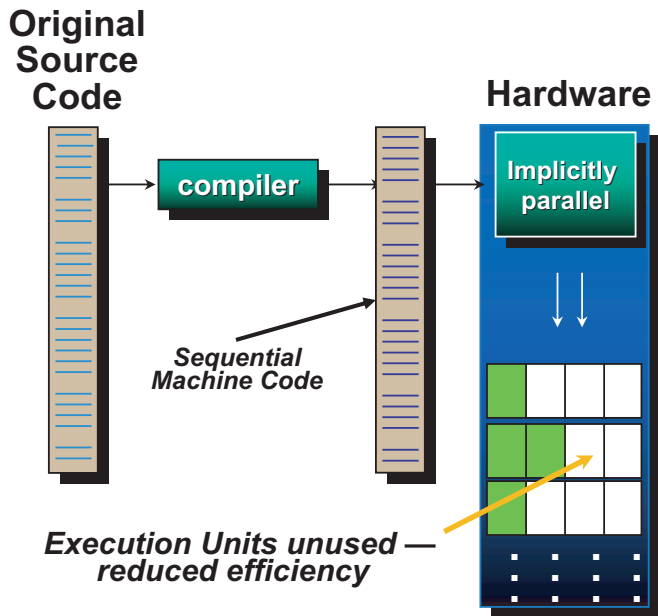 Original
Source
Code
Hardware
compiler
Implicitly
parallel
Sequential
Machine Code
Execution Units unused —
reduced efficiency